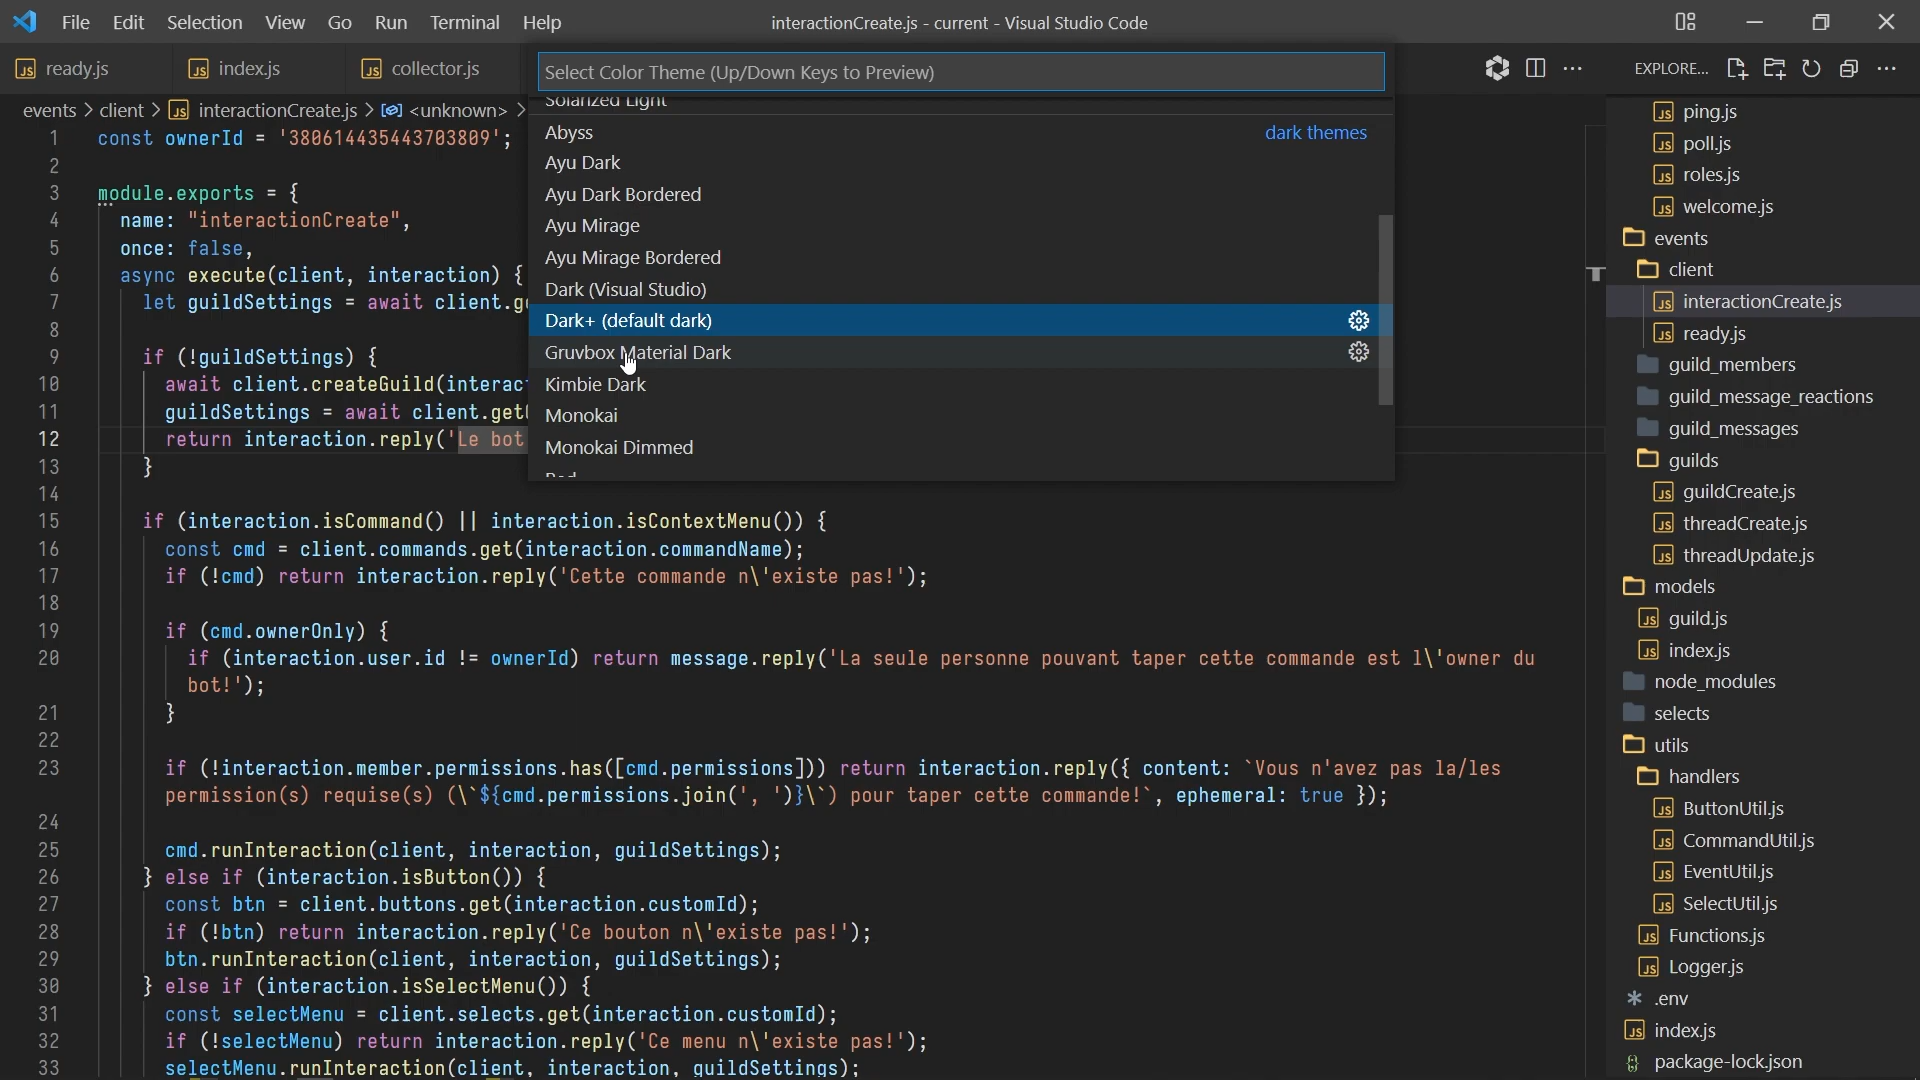 File Edit Selection View Go Run Terminal Help
interactionCreate.js - current - Visual Studio Code
ready.js
index.js
collector.js
events > client > interactionCreate.js > <unknown> >
1 const ownerId = '380614435443703809';
2
3 module.exports = {
4 name: "interactionCreate",
5 once: false,
6 async execute(client, interaction) {
7 let guildSettings = await client.g
8
9 if (!guildSettings) {
10 await client.createGuild(interac
11 guildSettings = await client.get
12 return interaction.reply('Le bot
13 }
14
15 if (interaction.isCommand() || interaction.isContextMenu()) {
16 const cmd = client.commands.get(interaction.commandName);
17 if (!cmd) return interaction.reply('Cette commande n\'existe pas!');
18
19 if (cmd.ownerOnly) {
20 if (interaction.user.id != ownerId) return message.reply('La seule personne pouvant taper cette commande est l\'owner du
bot!');
21 }
22
23 if (!interaction.member.permissions.has([cmd.permissions])) return interaction.reply({ content: `Vous n'avez pas la/les
permission(s) requise(s) (\`${cmd.permissions.join(', ')}\`) pour taper cette commande!`, ephemeral: true });
24
25 cmd.runInteraction(client, interaction, guildSettings);
26 } else if (interaction.isButton()) {
27 const btn = client.buttons.get(interaction.customId);
28 if (!btn) return interaction.reply('Ce bouton n\'existe pas!');
29 btn.runInteraction(client, interaction, guildSettings);
30 } else if (interaction.isSelectMenu()) {
31 const selectMenu = client.selects.get(interaction.customId);
32 if (!selectMenu) return interaction.reply('Ce menu n\'existe pas!');
33 selectMenu.runInteraction(client, interaction, guildSettings);
Select Color Theme (Up/Down Keys to Preview)
Solarized Light
Abyss
dark themes
Ayu Dark
Ayu Dark Bordered
Ayu Mirage
Ayu Mirage Bordered
Dark (Visual Studio)
Dark+ (default dark)
Gruvbox Material Dark
Kimbie Dark
Monokai
Monokai Dimmed
EXPLORE...
ping.js
poll.js
roles.js
welcome.js
events
client
interactionCreate.js
ready.js
guild_members
guild_message_reactions
guild_messages
guilds
guildCreate.js
threadCreate.js
threadUpdate.js
models
guild.js
index.js
node_modules
selects
utils
handlers
ButtonUtil.js
CommandUtil.js
EventUtil.js
SelectUtil.js
Functions.js
Logger.js
.env
index.js
package-lock.json